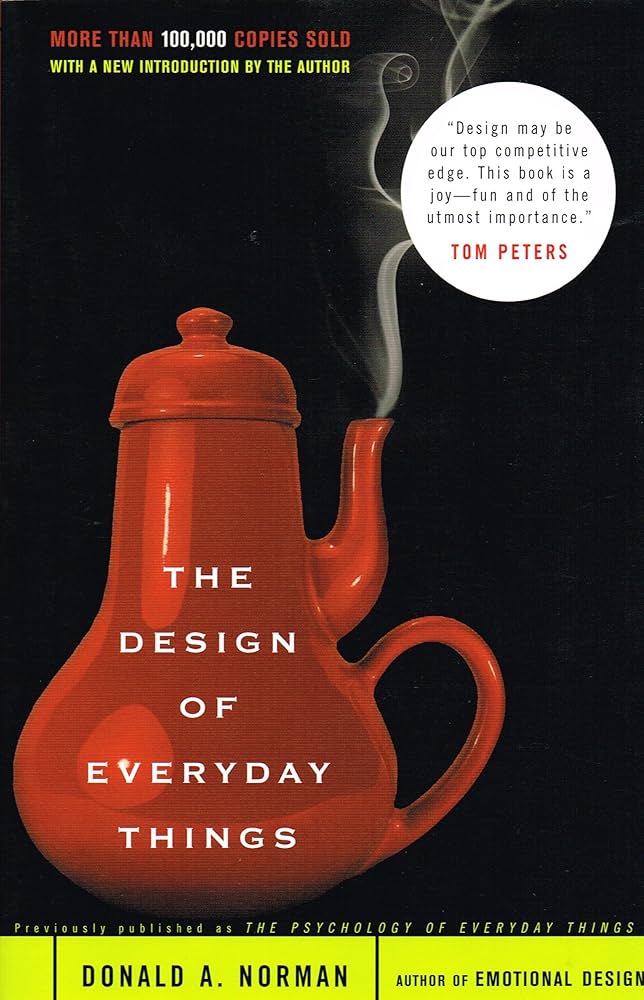 MORE THAN 100,000 COPIES SOLD
WITH A NEW INTRODUCTION BY THE AUTHOR
“Design may be
our top competitive
edge. This book is a
joy—fun and of the
utmost importance.”
TOM PETERS
THE
DESIGN
OF
EVERYDAY
THINGS
Previously published as THE PSYCHOLOGY OF EVERYDAY THINGS
DONALD A. NORMAN
AUTHOR OF EMOTIONAL DESIGN